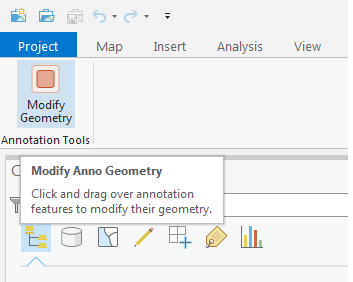 Project Map Insert Analysis View
Modify
Geometry
Annotation Tools
Modify Anno Geometry
Click and drag over annotation
features to modify their geometry.